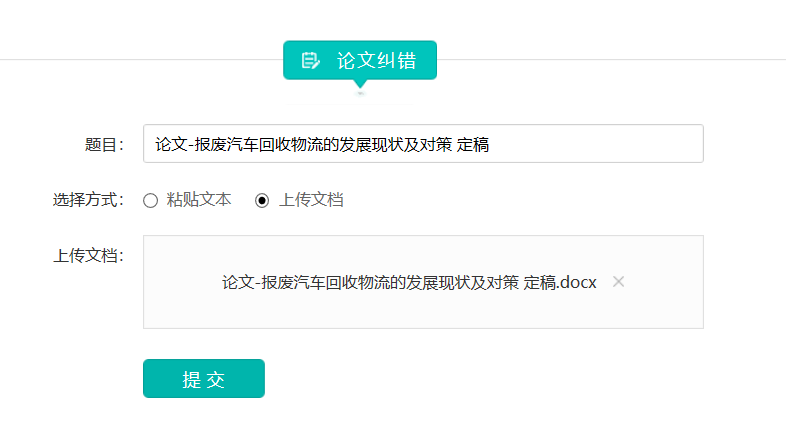 论文纠错
题目： 论文-报废汽车回收物流的发展现状及对策 定稿
选择方式： 粘贴文本 上传文档
上传文档：
论文-报废汽车回收物流的发展现状及对策 定稿.docx ×
提 交